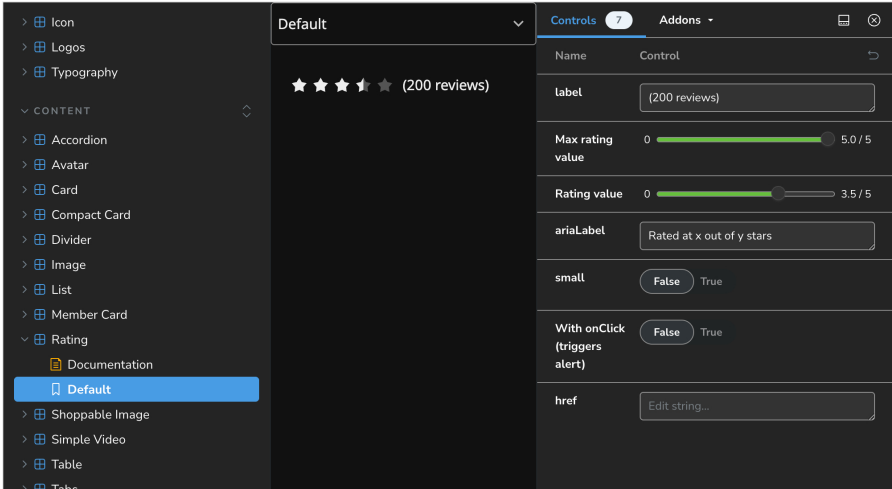 Icon
Logos
Typography
CONTENT
Accordion
Avatar
Card
Compact Card
Divider
Image
List
Member Card
Rating
Documentation
Default
Shoppable Image
Simple Video
Table
Tabs
Default
(200 reviews)
Controls 7 Addons
Name Control
label (200 reviews)
Max rating 0 5.0 / 5
value
Rating value 0 3.5 / 5
ariaLabel Rated at x out of y stars
small False True
With onClick False True
(triggers
alert)
href Edit string...